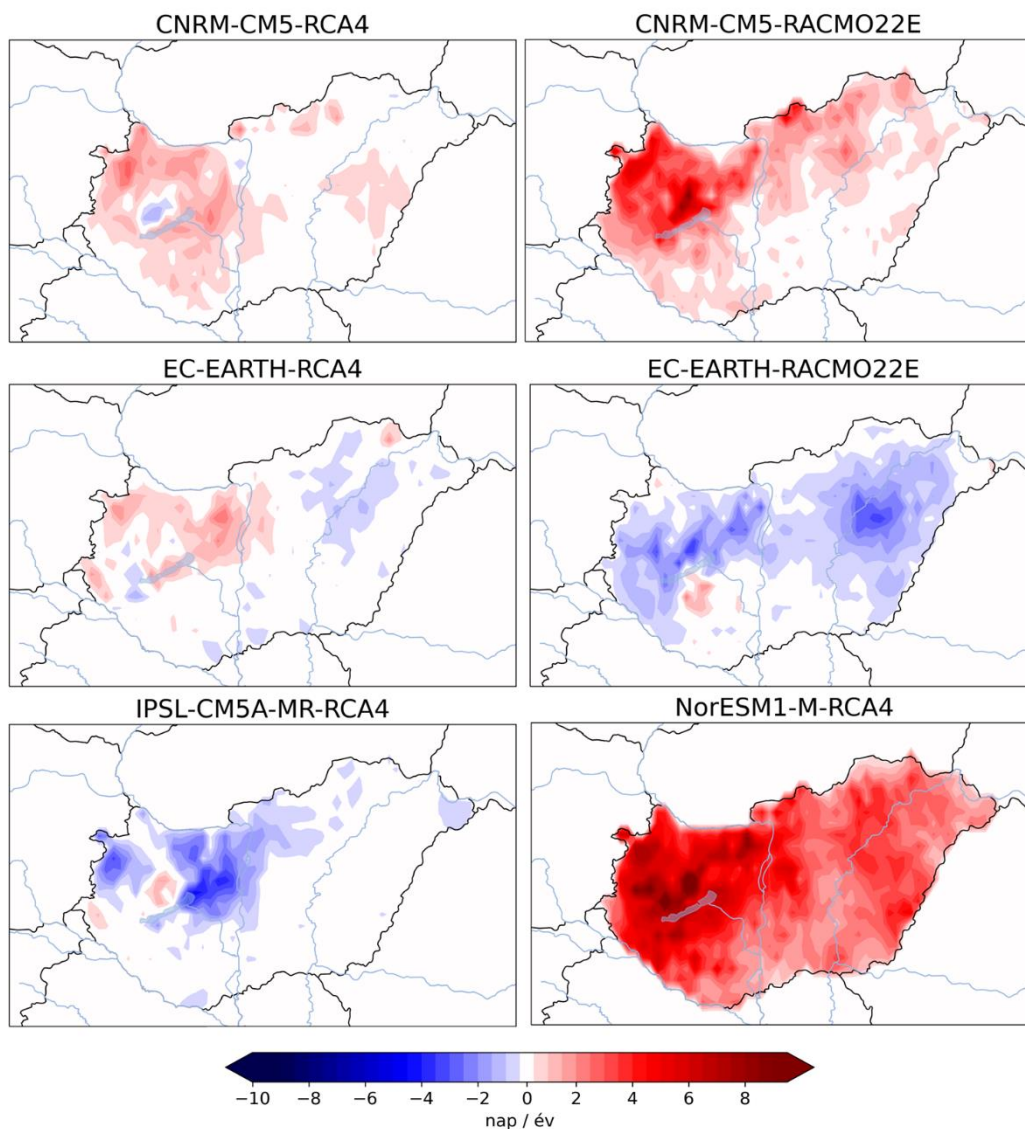 CNRM-CM5-RCA4
CNRM-CM5-RACMO22E
EC-EARTH-RCA4
EC-EARTH-RACMO22E
IPSL-CM5A-MR-RCA4
NorESM1-M-RCA4
−10 −8 −6 −4 −2 0 2 4 6 8
nap / év